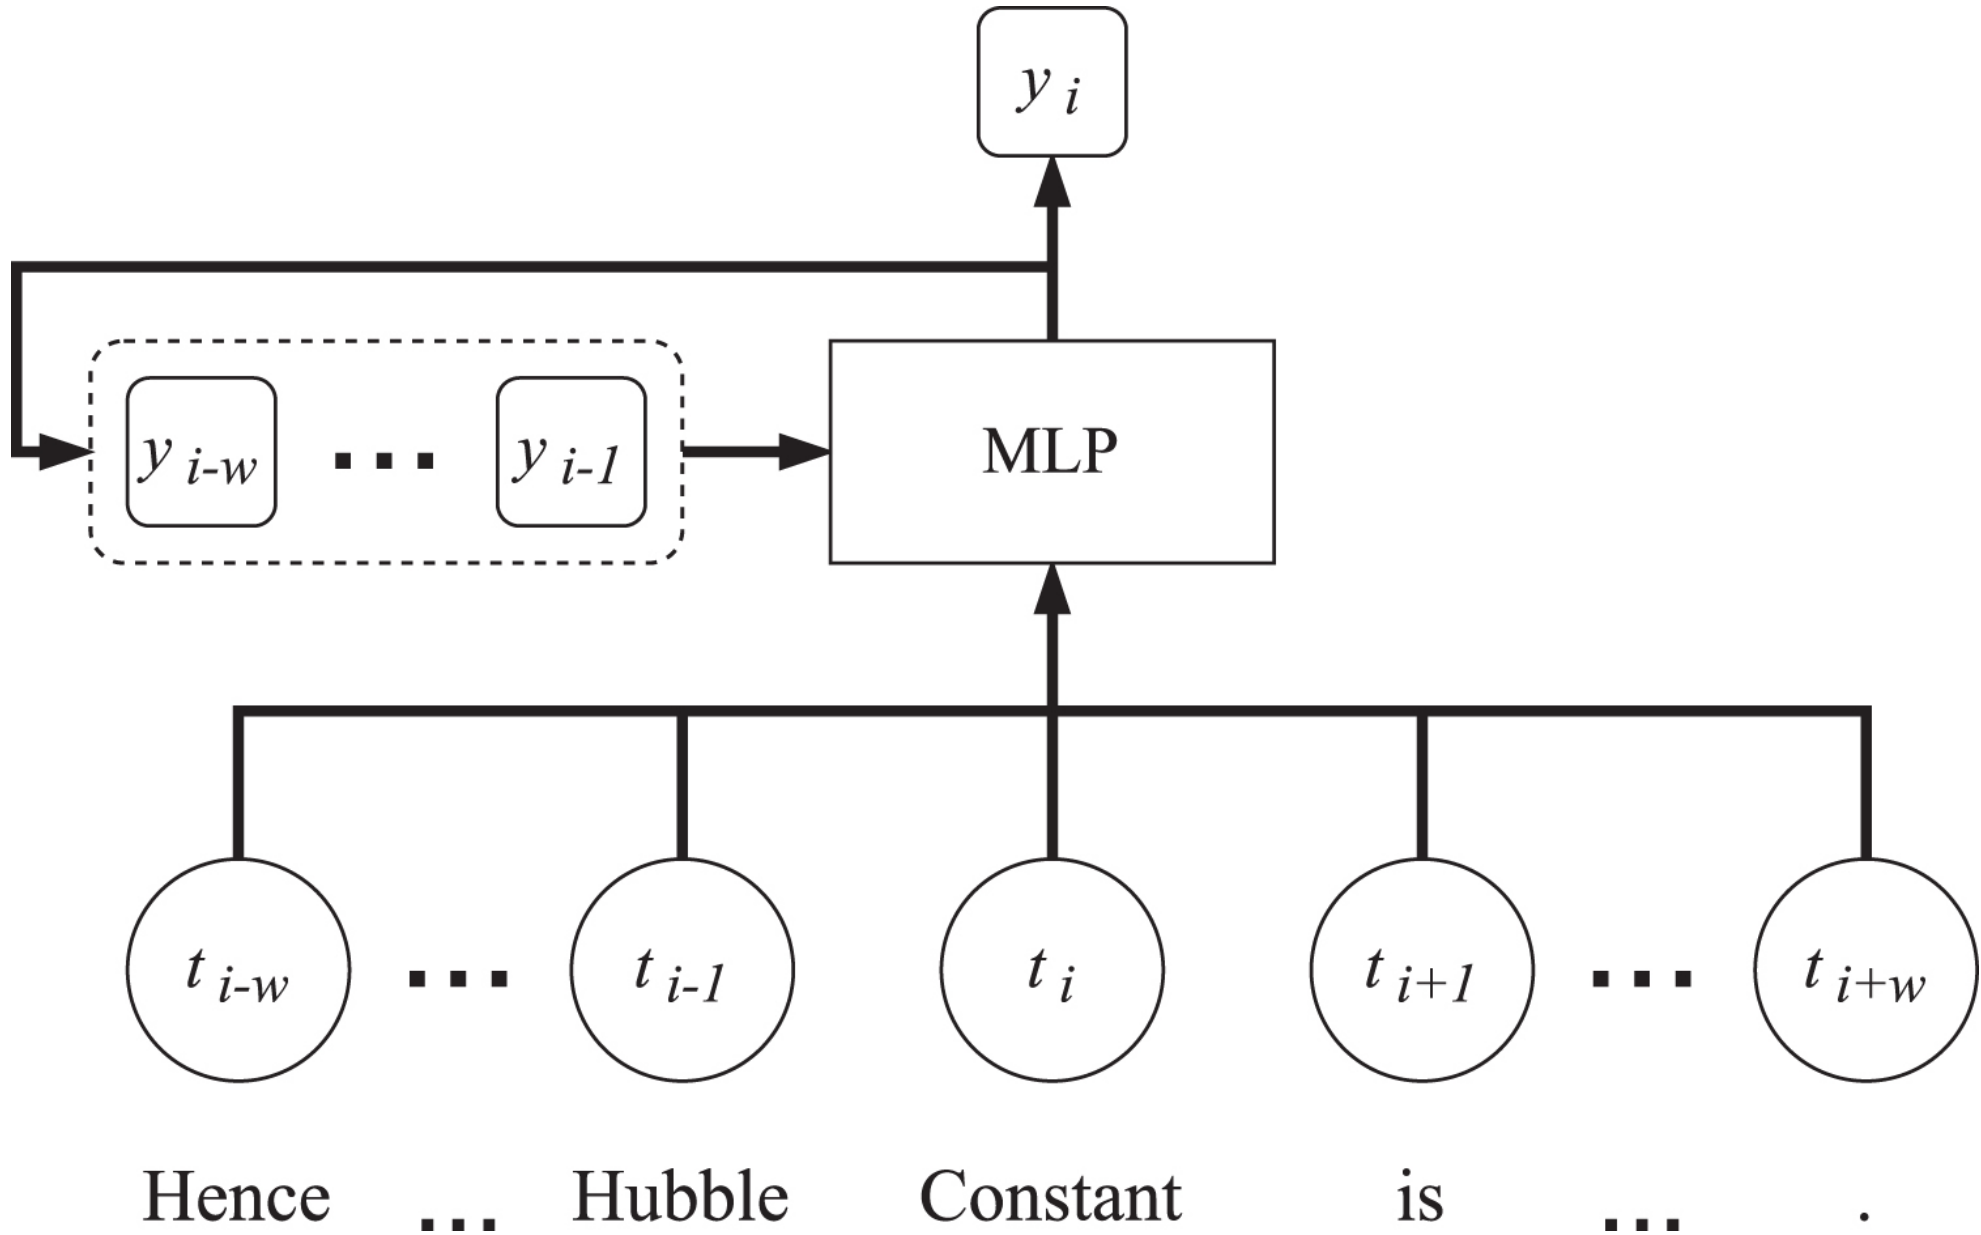 y i
y i-w ... y i-1 MLP
t i-w ... t i-1 t i t i+1 ... t i+w
Hence ... Hubble Constant is ... .